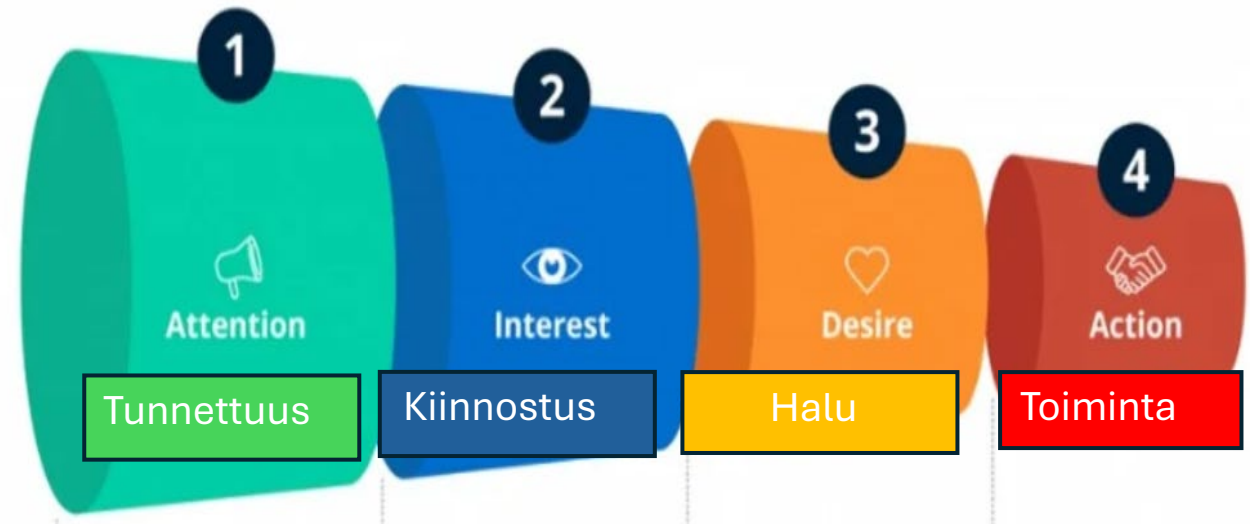 1
2
3
4
Attention
Interest
Desire
Action
Tunnettuus
Kiinnostus
Halu
Toiminta